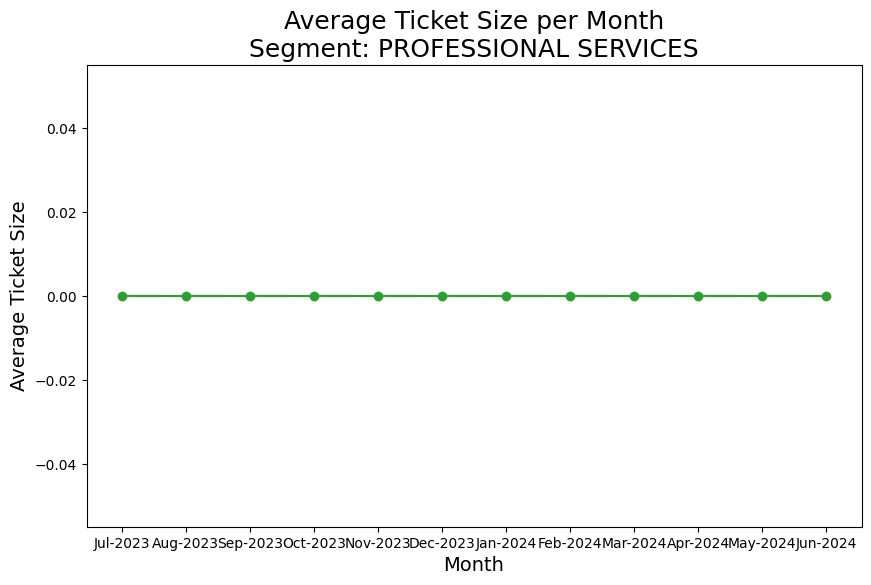 Average Ticket Size per Month
Segment: PROFESSIONAL SERVICES
Average Ticket Size
0.04
0.02
0.00
−0.02
−0.04
Jul-2023 Aug-2023 Sep-2023 Oct-2023 Nov-2023 Dec-2023 Jan-2024 Feb-2024 Mar-2024 Apr-2024 May-2024 Jun-2024
Month